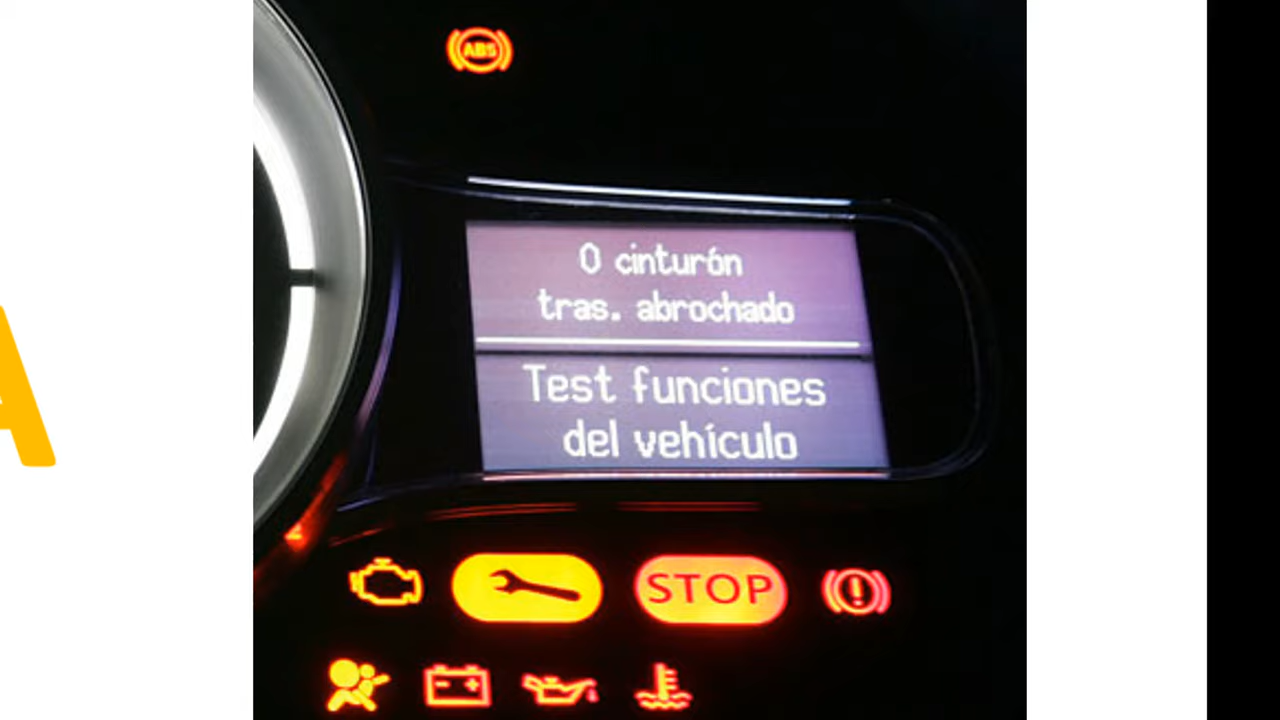 ABS
0 cinturón
tras. abrochado
Test funciones
del vehículo
STOP
A